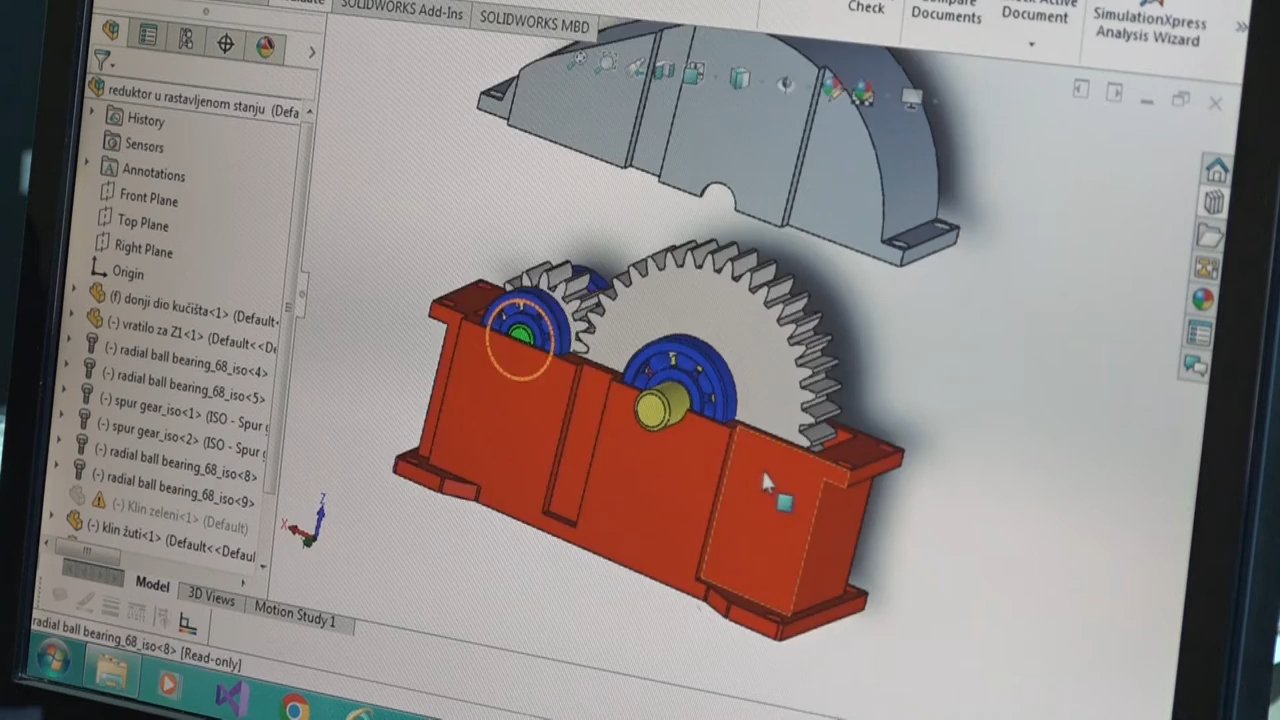 SOLIDWORKS Add-Ins
SOLIDWORKS MBD
Check
Documents
Document
SimulationXpress
Analysis Wizard
reduktor u rastavljenom stanju (Defa
History
Sensors
Annotations
Front Plane
Top Plane
Right Plane
Origin
(f) donji dio kučišta<1> (Default<
(-) vratilo za Z1<1> (Default<<D
(-) radial ball bearing_68_iso<4>
(-) radial ball bearing_68_iso<5>
(-) spur gear_iso<1> (ISO - Spur g
(-) spur gear_iso<2> (ISO - Spur g
(-) radial ball bearing_68_iso<8>
(-) radial ball bearing_68_iso<9>
(-) Klin zeleni<1> (Default)
(-) klin žuti<1> (Default<<Defaul
Z
X
Model
3D Views
Motion Study 1
radial ball bearing_68_iso<8> [Read-only]